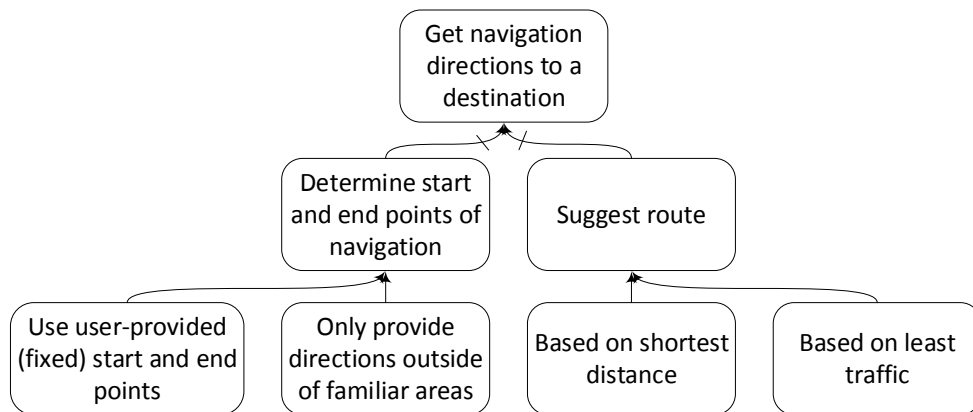 Get navigation
directions to a
destination
Determine start
and end points of
navigation
Suggest route
Use user-provided
(fixed) start and end
points
Only provide
directions outside
of familiar areas
Based on shortest
distance
Based on least
traffic